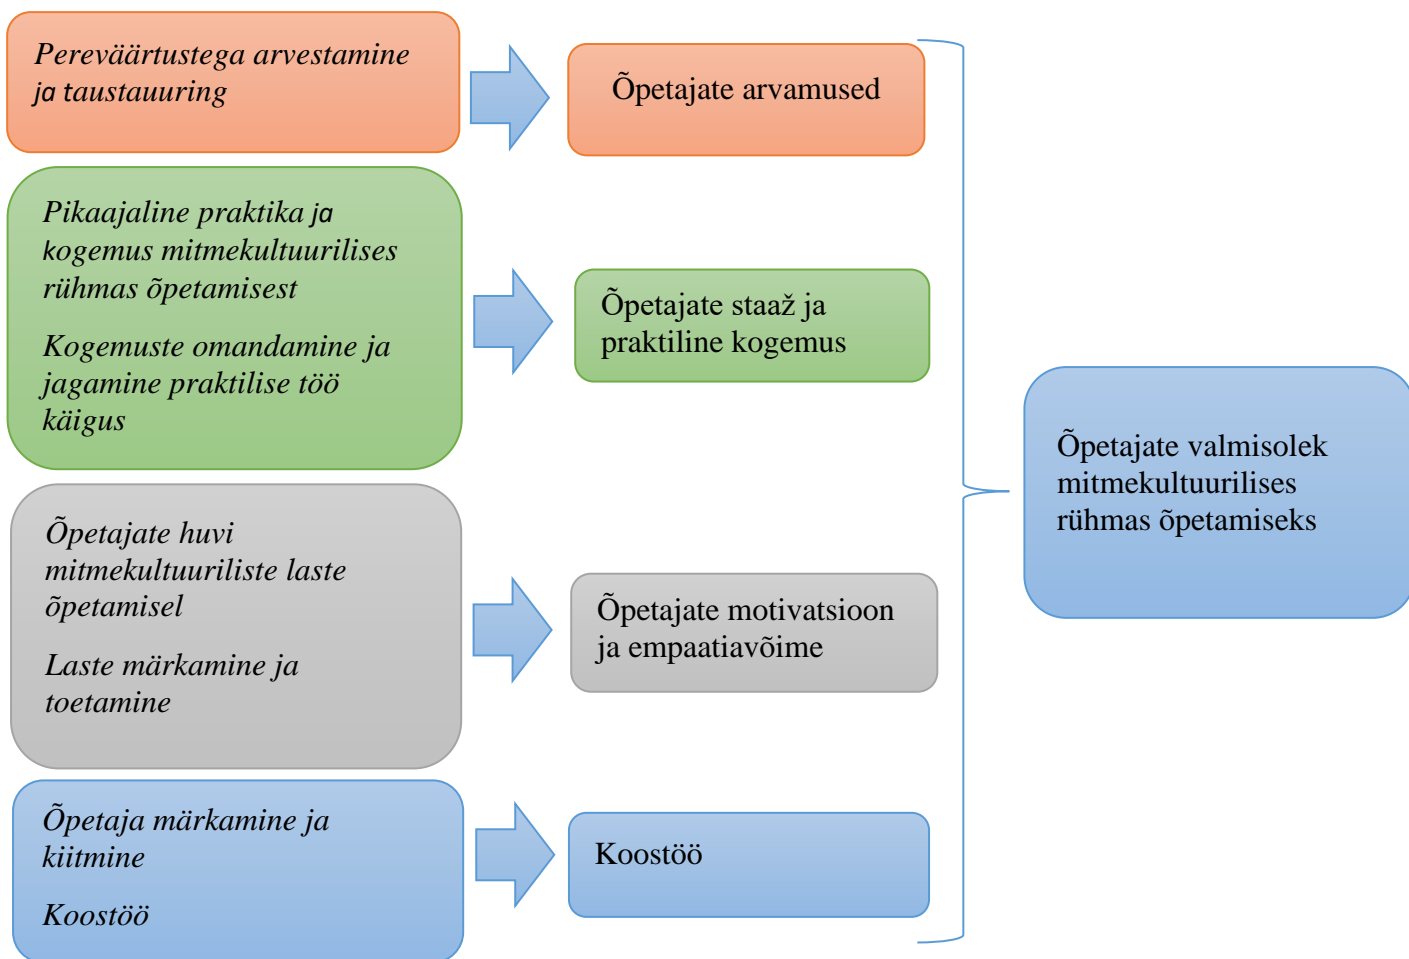 Pereväärtustega arvestamine
ja taustauuring
Õpetajate arvamused
Pikaajaline praktika ja
kogemus mitmekultuurilises
rühmas õpetamisest
Kogemuste omandamine ja
jagamine praktilise töö
käigus
Õpetajate staaž ja
praktiline kogemus
Õpetajate huvi
mitmekultuuriliste laste
õpetamisel
Laste märkamine ja
toetamine
Õpetajate motivatsioon
ja empaatiavõime
Õpetaja märkamine ja
kiitmine
Koostöö
Koostöö
Õpetajate valmisolek
mitmekultuurilises
rühmas õpetamiseks